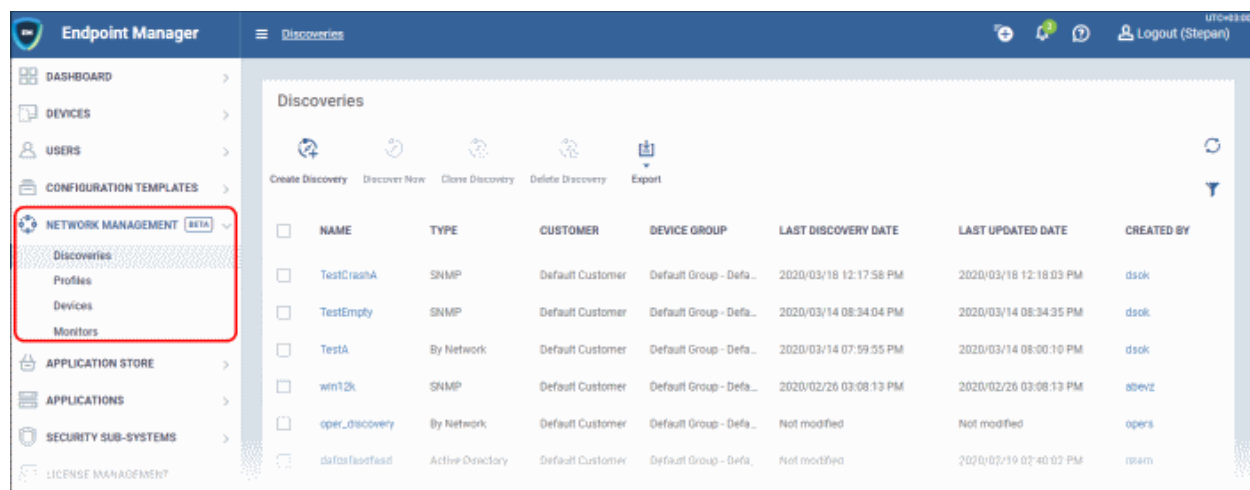 UTC+03:00
Endpoint Manager
Discoveries
3
Logout (Stepan)
DASHBOARD
DEVICES
USERS
CONFIGURATION TEMPLATES
NETWORK MANAGEMENT BETA
Discoveries
Profiles
Devices
Monitors
APPLICATION STORE
APPLICATIONS
SECURITY SUB-SYSTEMS
LICENSE MANAGEMENT
Discoveries
Create Discovery Discover Now Clone Discovery Delete Discovery Export
NAME TYPE CUSTOMER DEVICE GROUP LAST DISCOVERY DATE LAST UPDATED DATE CREATED BY
TestCrashA SNMP Default Customer Default Group - Defa... 2020/03/18 12:17:58 PM 2020/03/18 12:18:03 PM dsok
TestEmpty SNMP Default Customer Default Group - Defa... 2020/03/14 08:34:04 PM 2020/03/14 08:34:35 PM dsok
TestA By Network Default Customer Default Group - Defa... 2020/03/14 07:59:55 PM 2020/03/14 08:00:10 PM dsok
win12k SNMP Default Customer Default Group - Defa... 2020/02/26 03:08:13 PM 2020/02/26 03:08:13 PM abevz
oper_discovery By Network Default Customer Default Group - Defa... Not modified Not modified opers
Active Directory Default Customer Default Group - Defa... Not modified 2020/02/19 02:40:02 PM